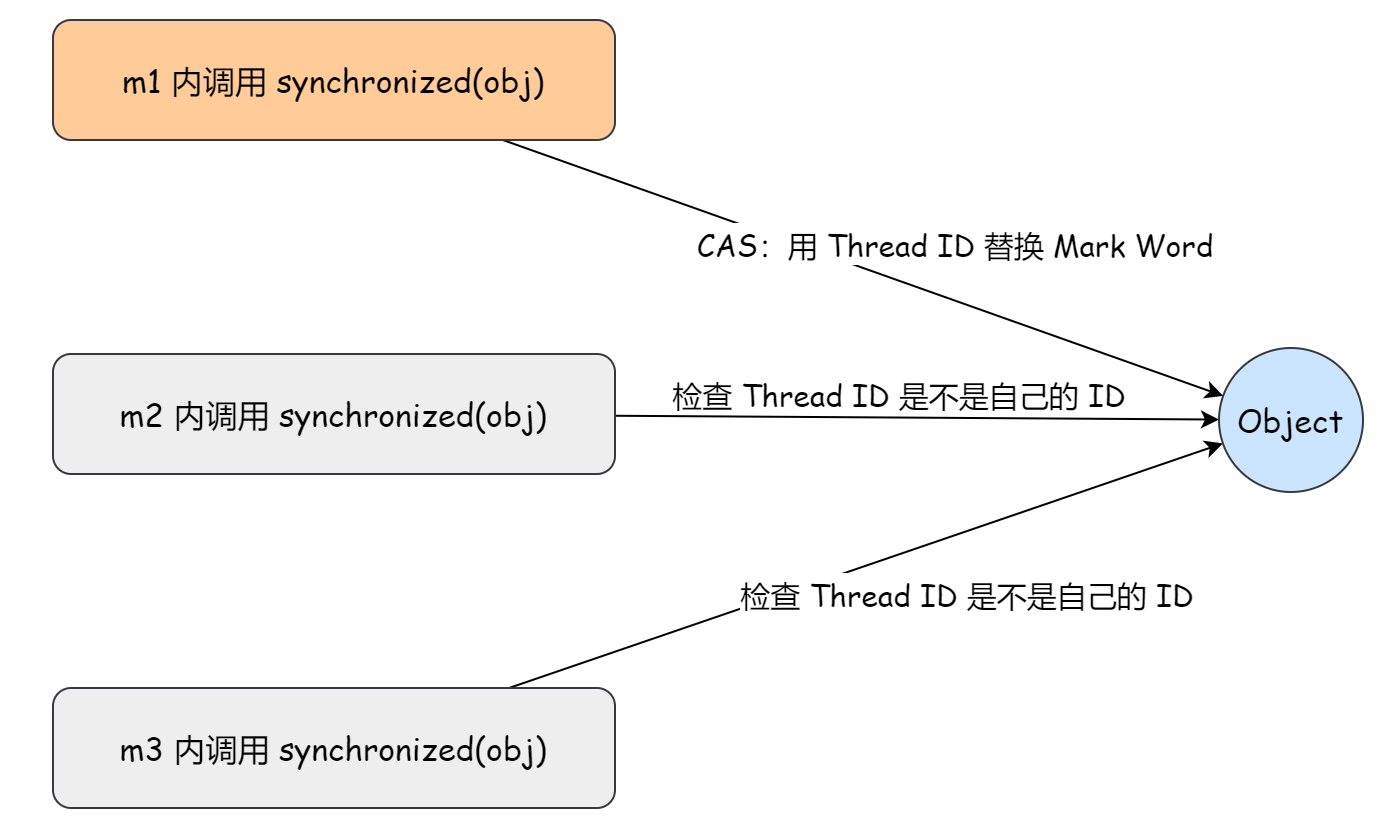 m1 内调用 synchronized(obj)
CAS：用 Thread ID 替换 Mark Word
m2 内调用 synchronized(obj)
检查 Thread ID 是不是自己的 ID
Object
检查 Thread ID 是不是自己的 ID
m3 内调用 synchronized(obj)